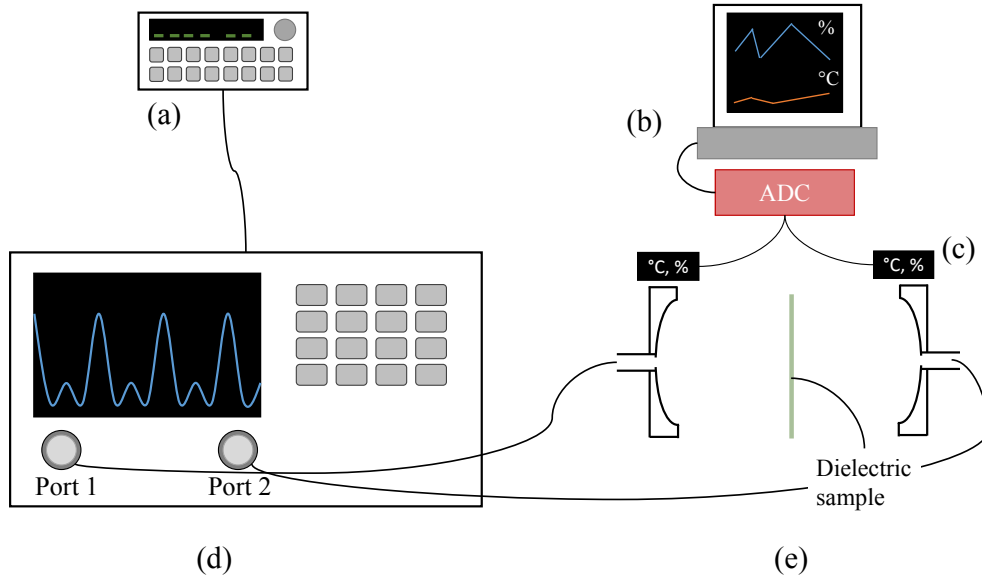 (a)
%
°C
(b)
ADC
(c)
°C, %
°C, %
Port 1
Port 2
Dielectric
sample
(d)
(e)